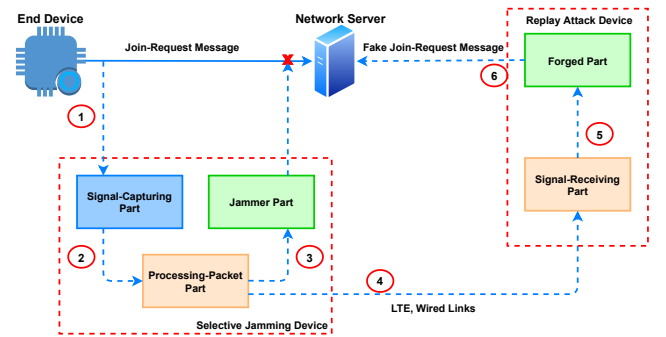 End Device
Network Server
Replay Attack Device
Join-Request Message
Fake Join-Request Message
Forged Part
6
1
5
Signal-Capturing
Part
Jammer Part
Signal-Receiving
Part
2
3
4
Processing-Packet
Part
LTE, Wired Links
Selective Jamming Device